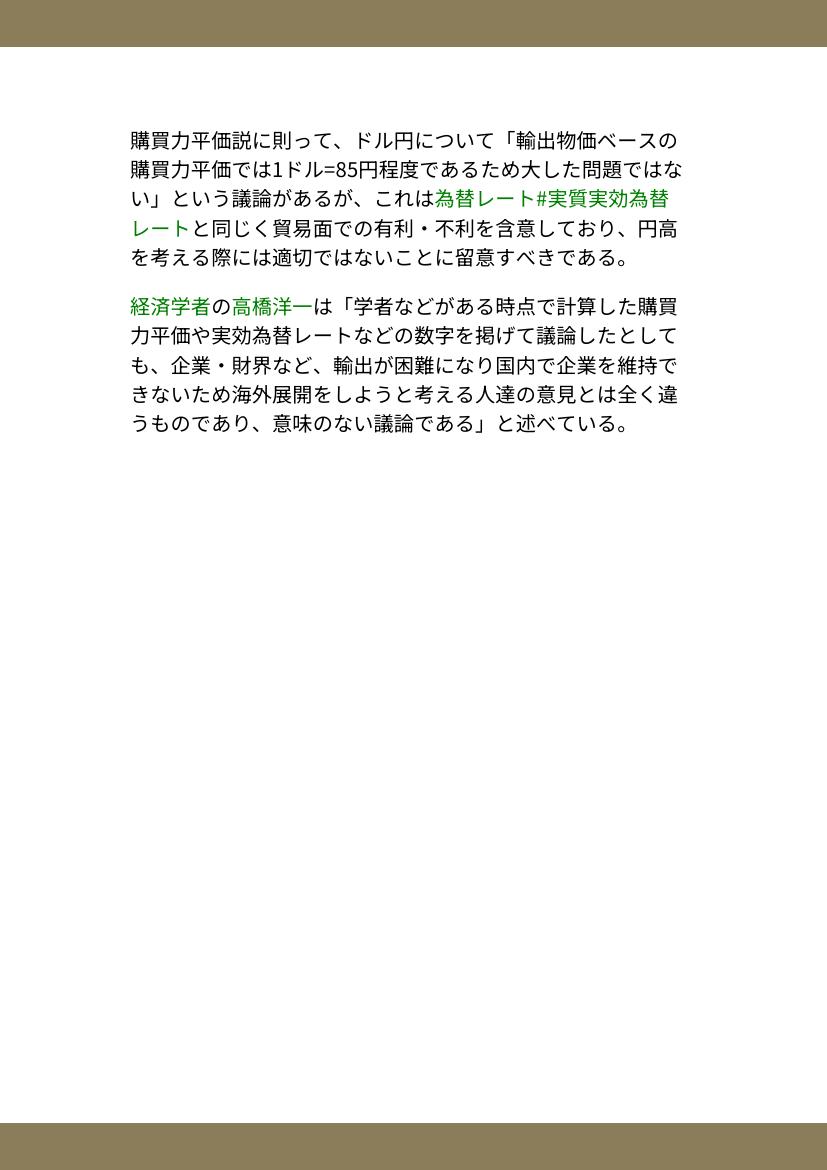 購買力平価説に則って、ドル円について「輸出物価ベースの
購買力平価では1ドル=85円程度であるため大した問題ではな
い」という議論があるが、これは為替レート#実質実効為替
レートと同じく貿易面での有利・不利を含意しており、円高
を考える際には適切ではないことに留意すべきである。
経済学者の高橋洋一は「学者などがある時点で計算した購買
力平価や実効為替レートなどの数字を掲げて議論したとして
も、企業・財界など、輸出が困難になり国内で企業を維持で
きないため海外展開をしようと考える人達の意見とは全く違
うものであり、意味のない議論である」と述べている。